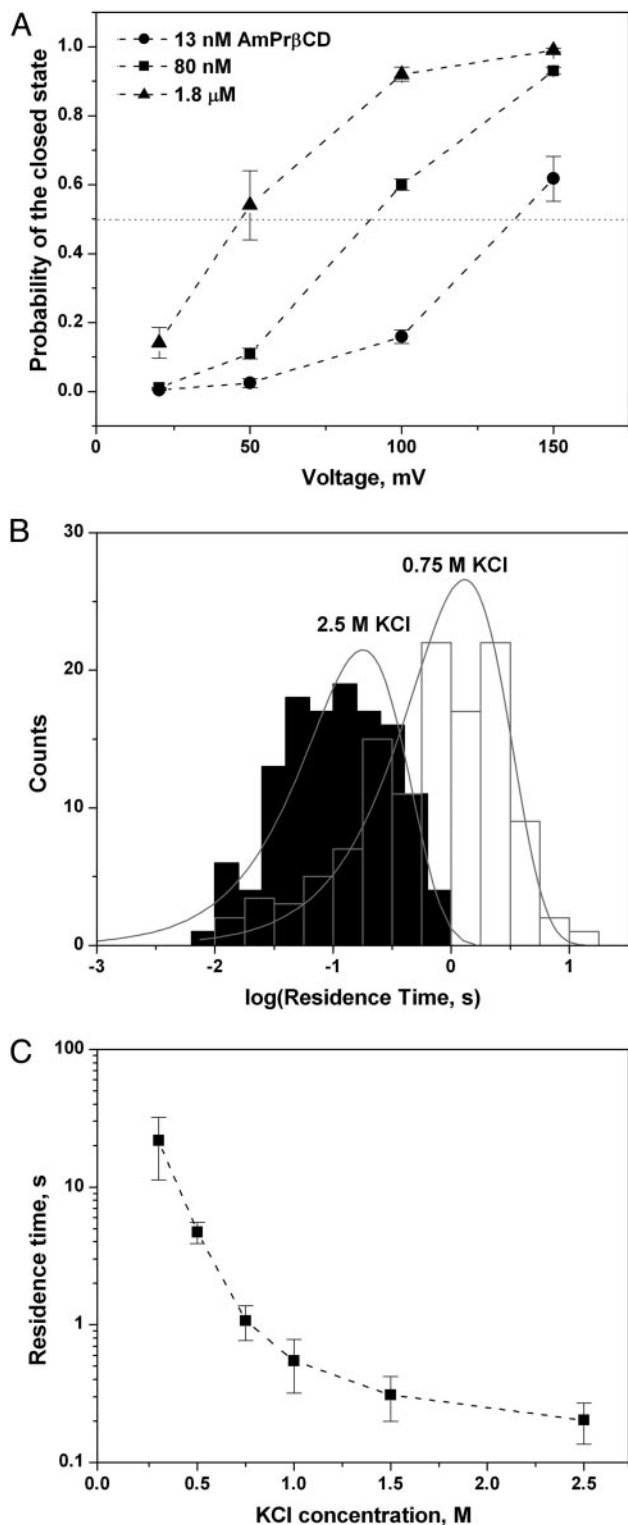 A
13 nM AmPrβCD
80 nM
1.8 μM
1.0
0.8
0.6
0.4
0.2
0.0
Probability of the closed state
0
50
100
150
Voltage, mV
B
30
20
10
0
Counts
0.75 M KCl
2.5 M KCl
-3
-2
-1
0
1
log(Residence Time, s)
C
100
10
1
0.1
Residence time, s
0.0
0.5
1.0
1.5
2.0
2.5
KCl concentration, M